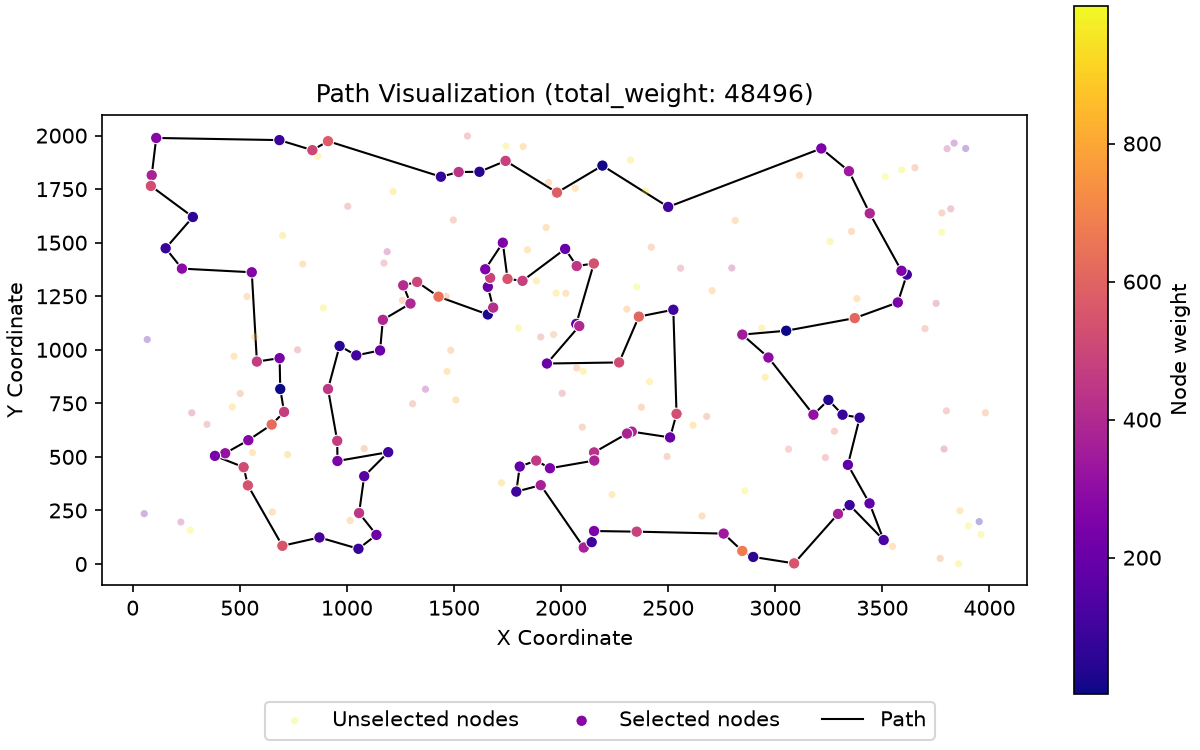 Path Visualization (total_weight: 48496)
2000
1750
1500
1250
1000
750
500
250
0
Y Coordinate
0 500 1000 1500 2000 2500 3000 3500 4000
X Coordinate
800
600
400
200
Node weight
Unselected nodes Selected nodes Path